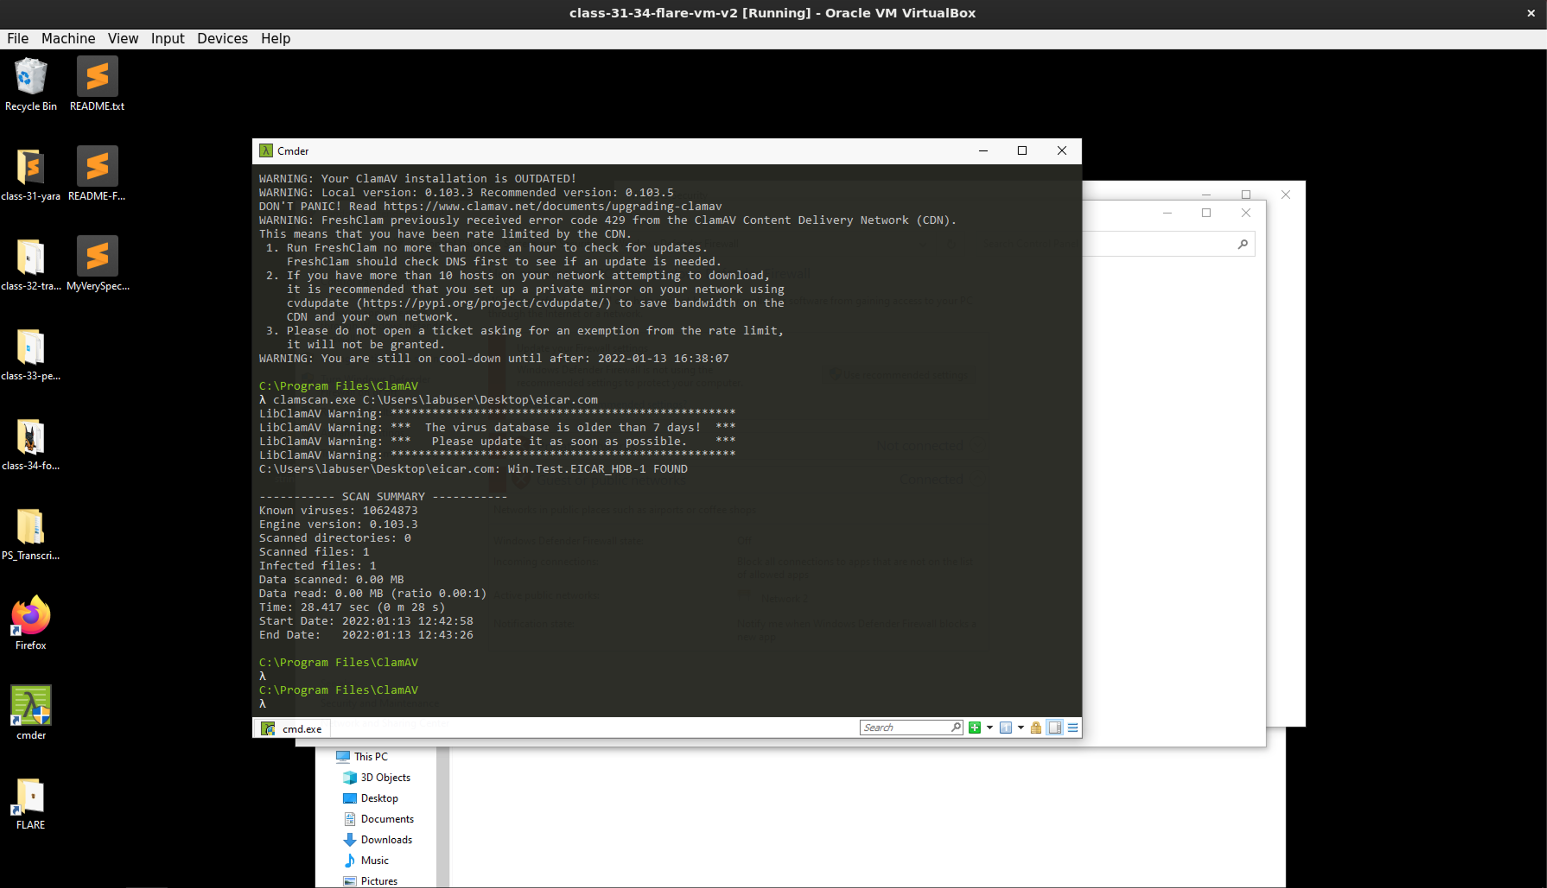 class-31-34-flare-vm-v2 [Running] - Oracle VM VirtualBox
File Machine View Input Devices Help
Recycle Bin
README.txt
class-31-yara
README-F...
class-32-tra...
MyVerySpec...
class-33-pe...
class-34-fo...
PS_Transcri...
Firefox
cmder
FLARE
Cmder
WARNING: Your ClamAV installation is OUTDATED!
WARNING: Local version: 0.103.3 Recommended version: 0.103.5
DON'T PANIC! Read https://www.clamav.net/documents/upgrading-clamav
WARNING: FreshClam previously received error code 429 from the ClamAV Content Delivery Network (CDN).
This means that you have been rate limited by the CDN.
1. Run FreshClam no more than once an hour to check for updates.
FreshClam should check DNS first to see if an update is needed.
2. If you have more than 10 hosts on your network attempting to download,
it is recommended that you set up a private mirror on your network using
cvdupdate (https://pypi.org/project/cvdupdate/) to save bandwidth on the
CDN and your own network.
3. Please do not open a ticket asking for an exemption from the rate limit,
it will not be granted.
WARNING: You are still on cool-down until after: 2022-01-13 16:38:07
C:\Program Files\ClamAV
λ clamscan.exe C:\Users\labuser\Desktop\eicar.com
LibClamAV Warning: **************************************************
LibClamAV Warning: ***  The virus database is older than 7 days!  ***
LibClamAV Warning: ***   Please update it as soon as possible.    ***
LibClamAV Warning: **************************************************
C:\Users\labuser\Desktop\eicar.com: Win.Test.EICAR_HDB-1 FOUND
----------- SCAN SUMMARY -----------
Known viruses: 10624873
Engine version: 0.103.3
Scanned directories: 0
Scanned files: 1
Infected files: 1
Data scanned: 0.00 MB
Data read: 0.00 MB (ratio 0.00:1)
Time: 28.417 sec (0 m 28 s)
Start Date: 2022:01:13 12:42:58
End Date:   2022:01:13 12:43:26
C:\Program Files\ClamAV
λ
C:\Program Files\ClamAV
λ
cmd.exe
Search
This PC
3D Objects
Desktop
Documents
Downloads
Music
Pictures